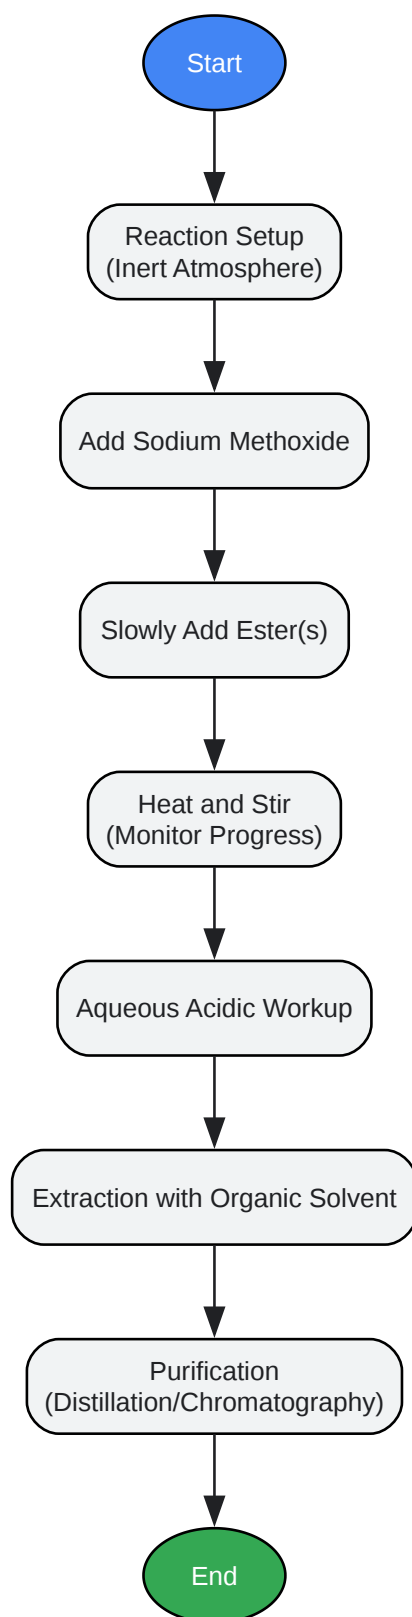 Start
Reaction Setup
(Inert Atmosphere)
Add Sodium Methoxide
Slowly Add Ester(s)
Heat and Stir
(Monitor Progress)
Aqueous Acidic Workup
Extraction with Organic Solvent
Purification
(Distillation/Chromatography)
End